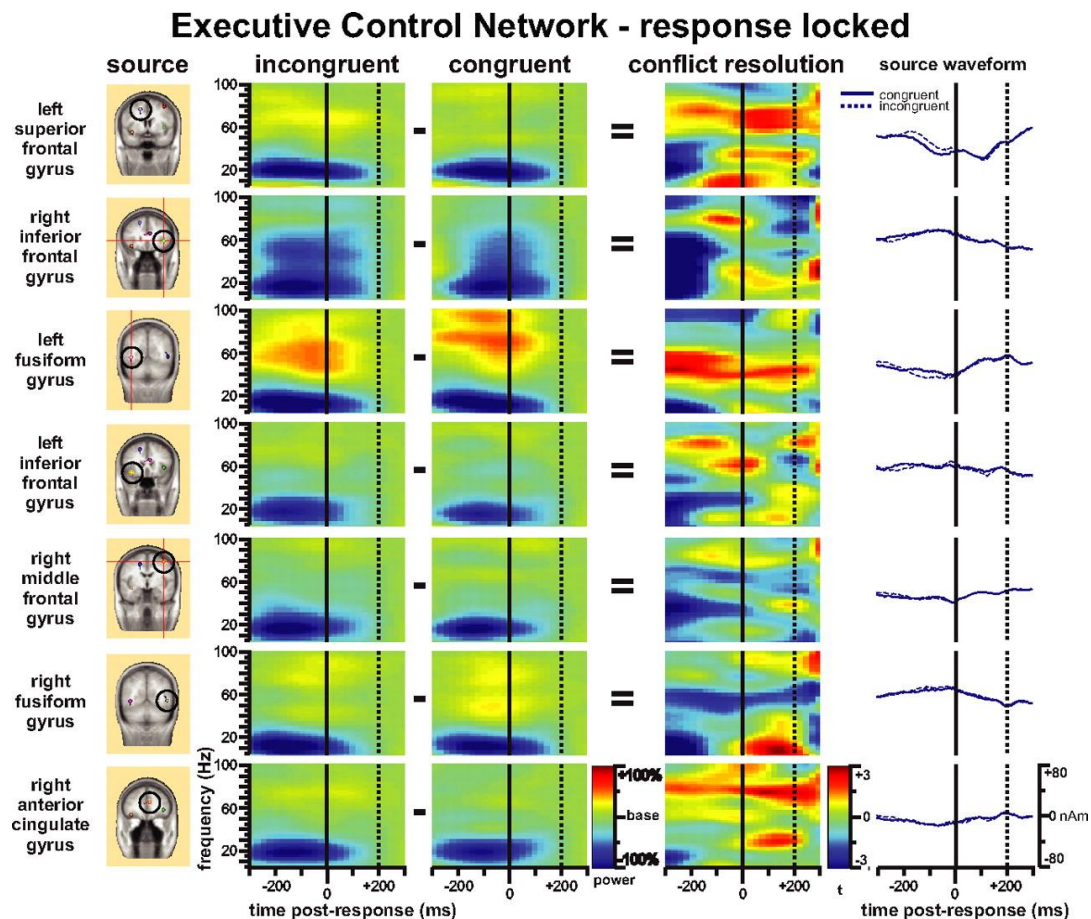 Executive Control Network - response locked
source incongruent congruent conflict resolution source waveform
left
superior
frontal
gyrus
100
60
20
-
=
congruent
incongruent
right
inferior
frontal
gyrus
100
60
20
-
=
left
fusiform
gyrus
100
60
20
-
=
left
inferior
frontal
gyrus
100
60
20
-
=
right
middle
frontal
gyrus
100
60
20
-
=
right
fusiform
gyrus
100
60
20
-
=
right
anterior
cingulate
gyrus
frequency (Hz)
100
60
20
-
+100%
base
-100%
power
+3
0
-3
t
+80
0 nAm
-80
-200 0 +200
-200 0 +200
-200 0 +200
-200 0 +200
time post-response (ms) time post-response (ms)